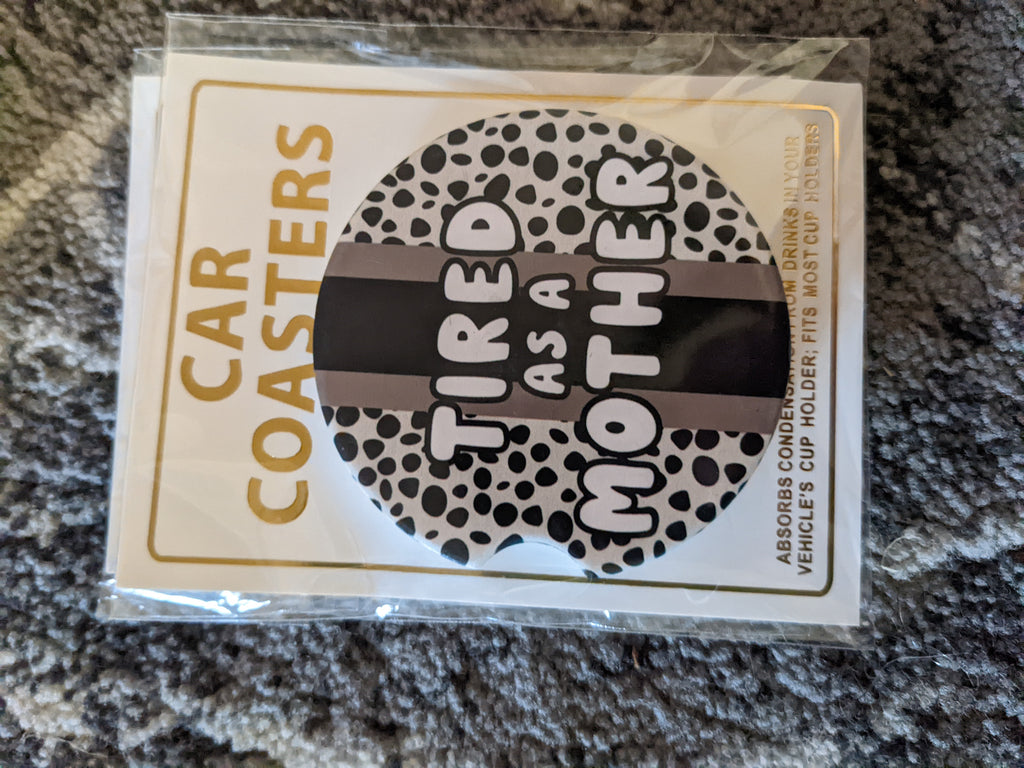 CAR
COASTERS
TIRED
AS A
MOTHER
ABSORBS CONDENSATION FROM DRINKS IN YOUR
VEHICLE'S CUP HOLDER; FITS MOST CUP HOLDERS